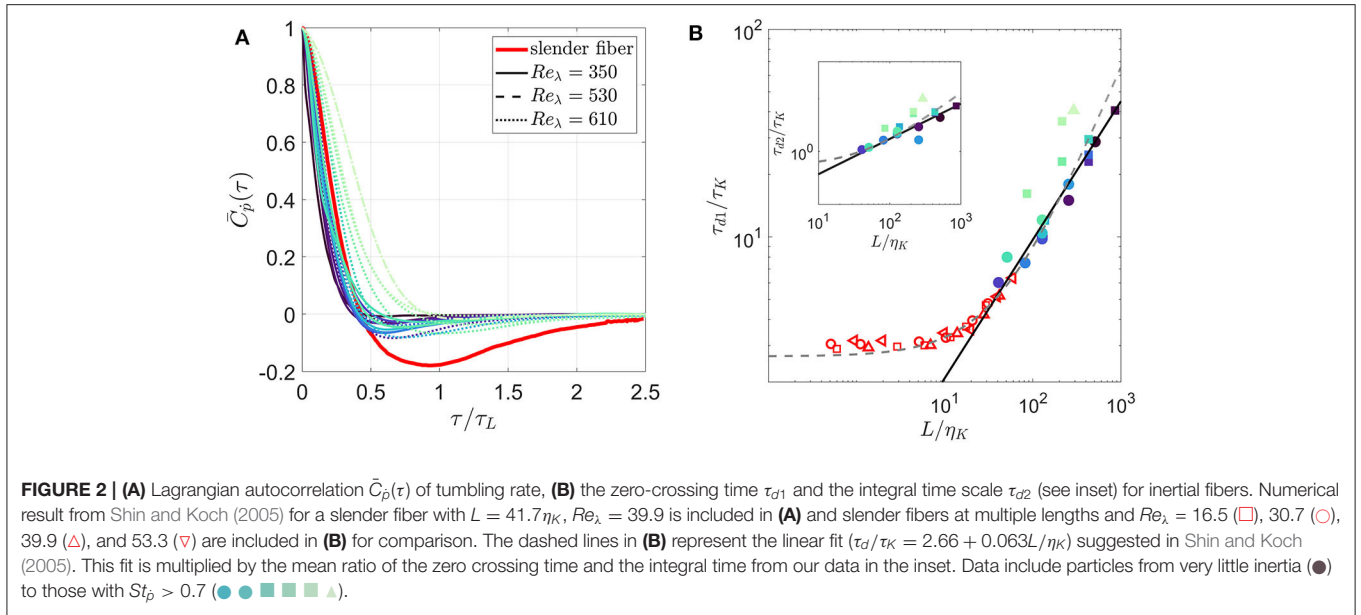 A
1
0.8
0.6
0.4
0.2
0
-0.2
0 0.5 1 1.5 2 2.5
C̄ṗ(τ)
τ/τL
slender fiber
Reλ = 350
Reλ = 530
Reλ = 610
B
10²
10¹
τd1/τK
10¹ 10² 10³
L/ηK
τd2/τK
10⁰
10¹ 10² 10³
L/ηK
FIGURE 2 | (A) Lagrangian autocorrelation C̄ṗ(τ) of tumbling rate, (B) the zero-crossing time τd1 and the integral time scale τd2 (see inset) for inertial fibers. Numerical
result from Shin and Koch (2005) for a slender fiber with L = 41.7ηK, Reλ = 39.9 is included in (A) and slender fibers at multiple lengths and Reλ = 16.5 (□), 30.7 (○),
39.9 (△), and 53.3 (▽) are included in (B) for comparison. The dashed lines in (B) represent the linear fit (τd/τK = 2.66 + 0.063L/ηK) suggested in Shin and Koch
(2005). This fit is multiplied by the mean ratio of the zero crossing time and the integral time from our data in the inset. Data include particles from very little inertia (●)
to those with Stṗ > 0.7 (● ● ■ ■ ■ ▲).